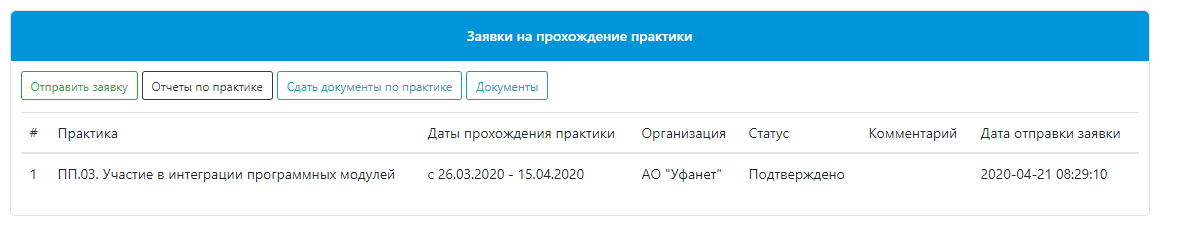 Заявки на прохождение практики
Отправить заявку Отчеты по практике Сдать документы по практике Документы
# Практика Даты прохождения практики Организация Статус Комментарий Дата отправки заявки
1 ПП.03. Участие в интеграции программных модулей с 26.03.2020 - 15.04.2020 АО "Уфанет" Подтверждено 2020-04-21 08:29:10